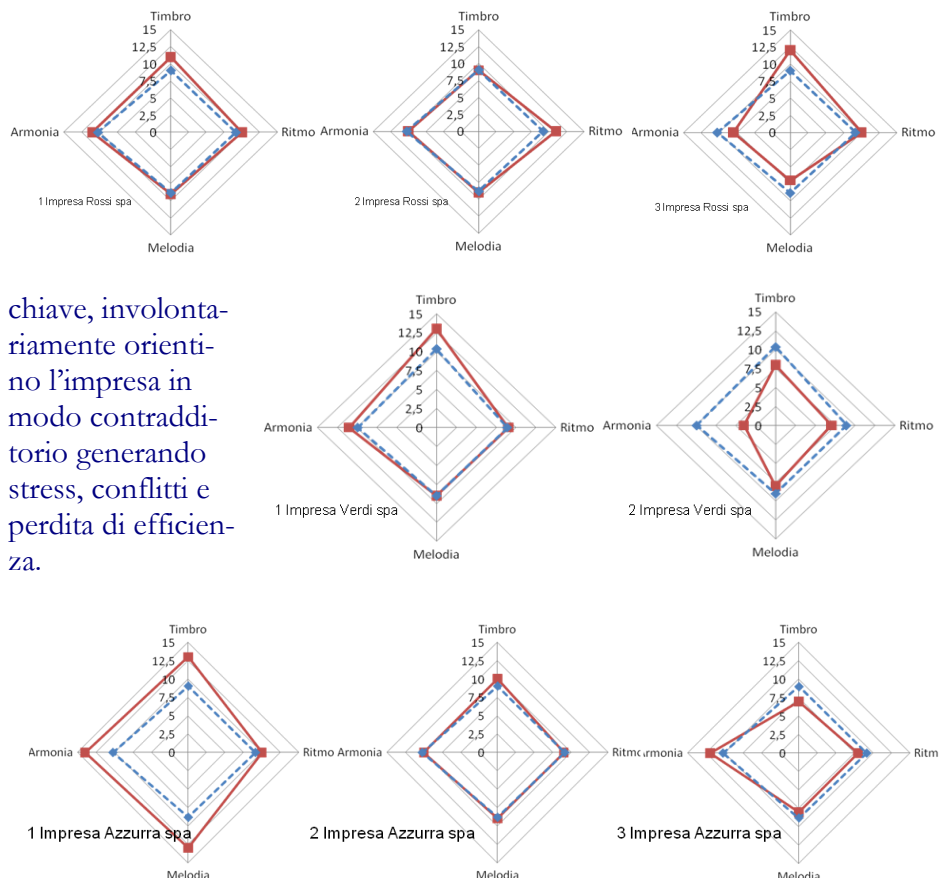 Timbro
15
12,5
10
7,5
5
2,5
0
Armonia
Ritmo
Melodia
1 Impresa Rossi spa
Timbro
15
12,5
10
7,5
5
2,5
0
Armonia
Ritmo
Melodia
2 Impresa Rossi spa
Timbro
15
12,5
10
7,5
5
2,5
0
Armonia
Ritmo
Melodia
3 Impresa Rossi spa
chiave, involonta-
riamente orienti-
no l’impresa in
modo contraddi-
torio generando
stress, conflitti e
perdita di efficien-
za.
Timbro
15
12,5
10
7,5
5
2,5
0
Armonia
Ritmo
Melodia
1 Impresa Verdi spa
Timbro
15
12,5
10
7,5
5
2,5
0
Armonia
Ritmo
Melodia
2 Impresa Verdi spa
Timbro
15
12,5
10
7,5
5
2,5
0
Armonia
Ritmo
Melodia
1 Impresa Azzurra spa
Timbro
15
12,5
10
7,5
5
2,5
0
Armonia
Ritmo
Melodia
2 Impresa Azzurra spa
Timbro
15
12,5
10
7,5
5
2,5
0
rmonia
Ritm
Melodia
3 Impresa Azzurra spa